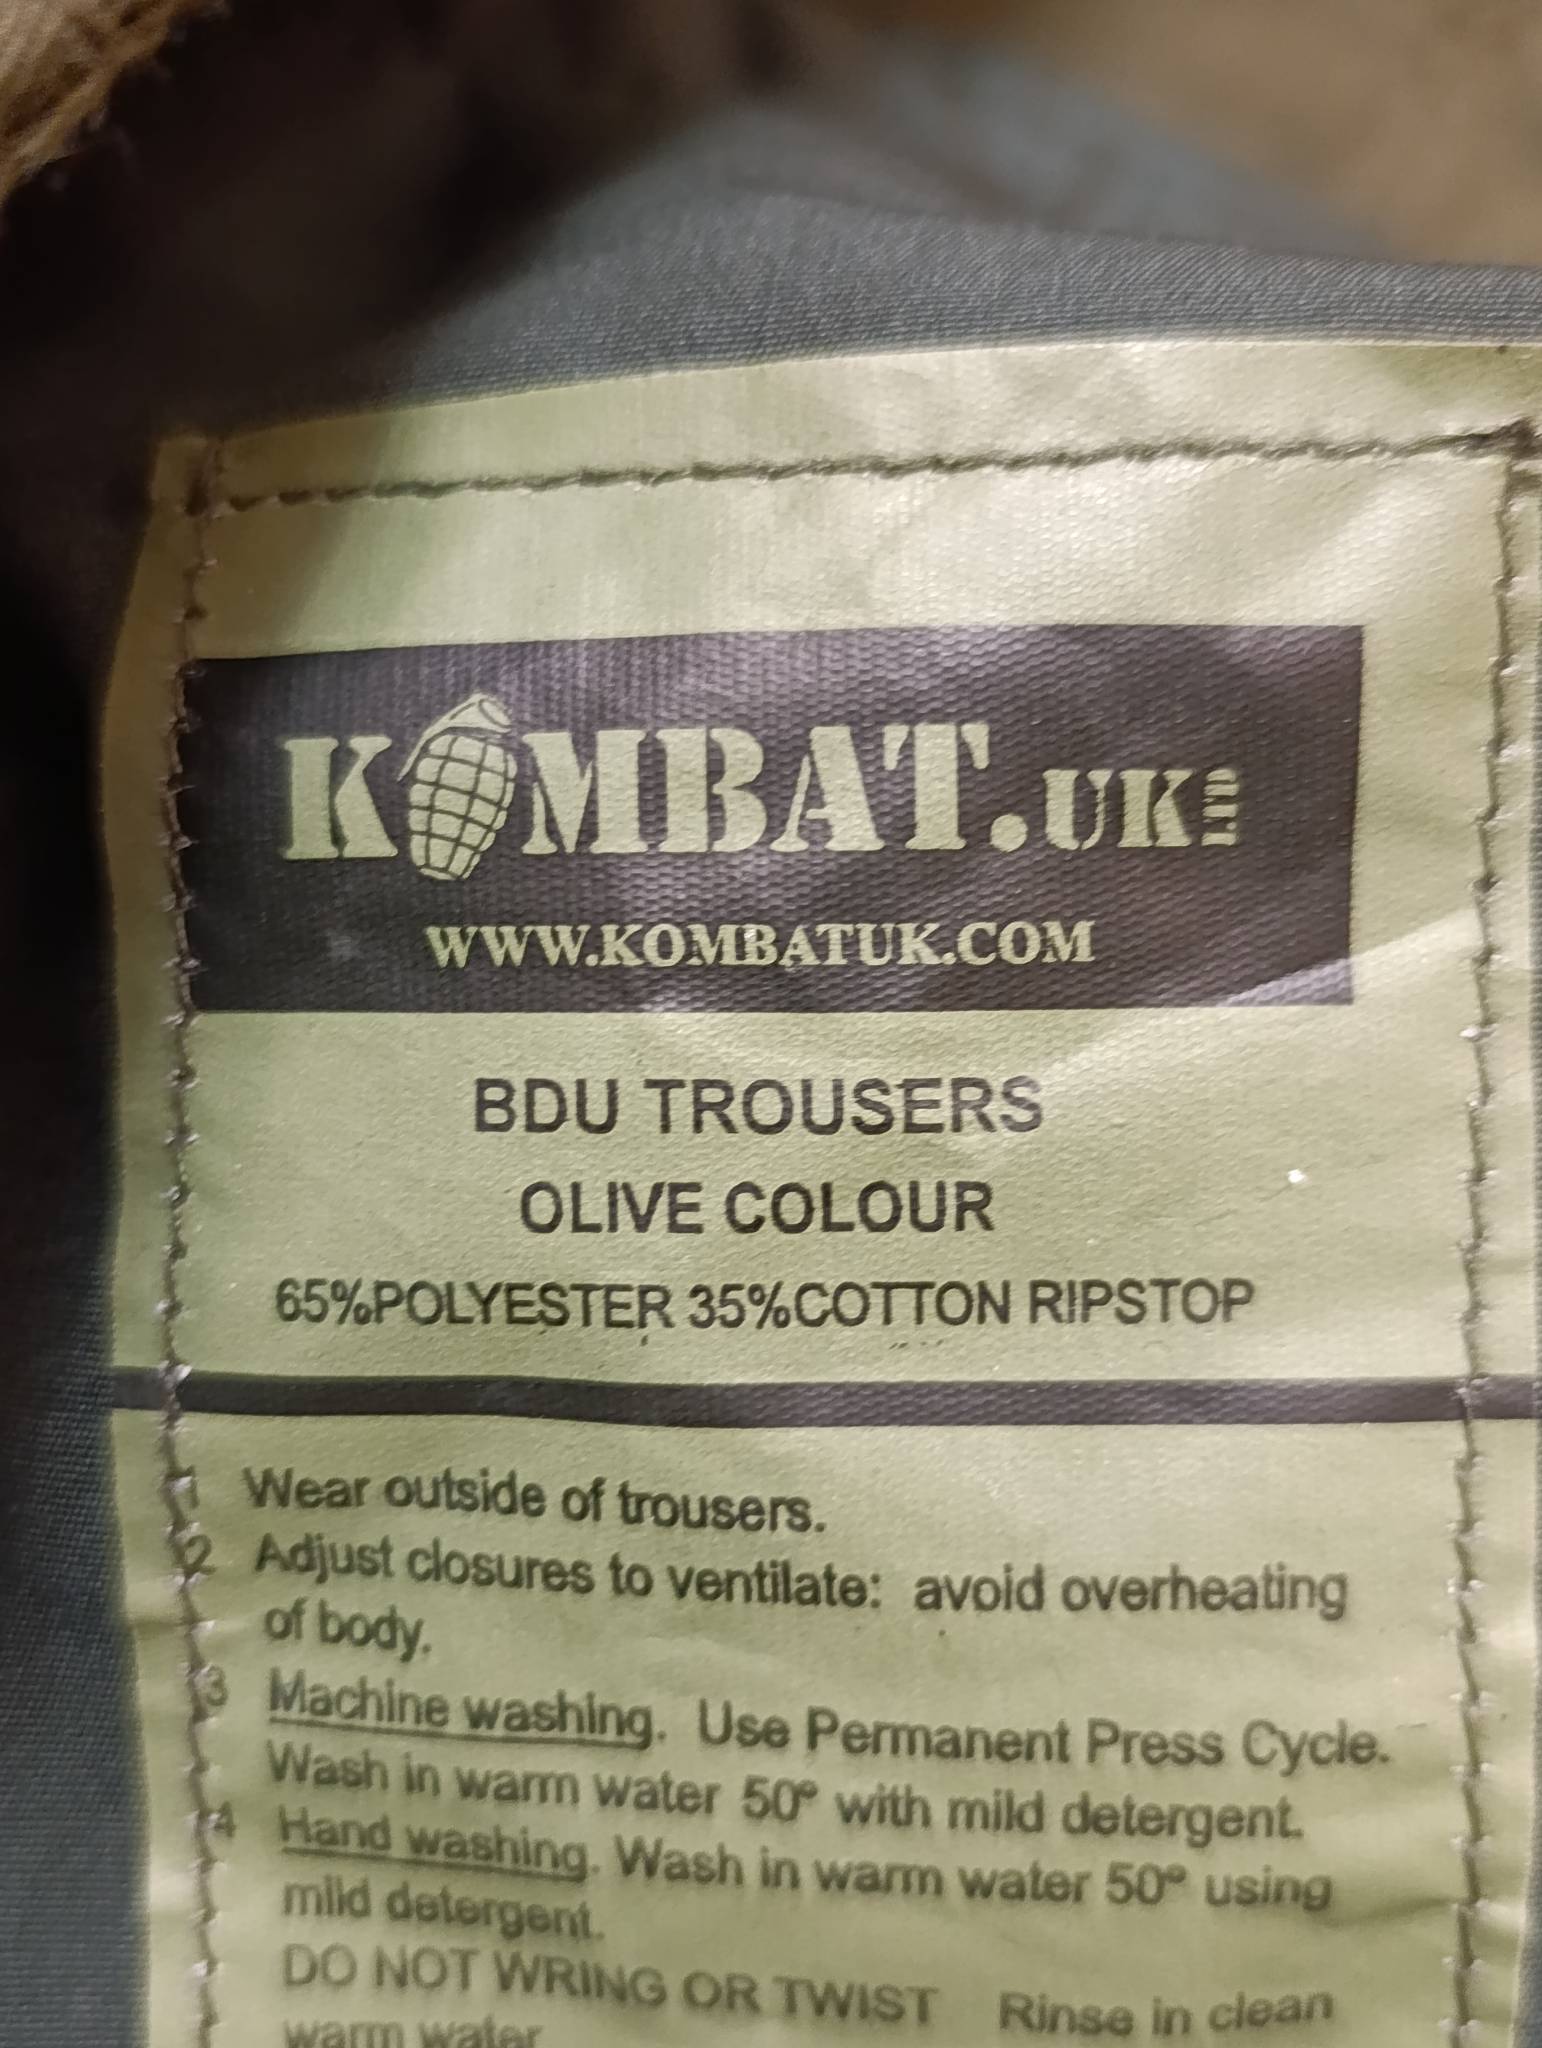 KOMBAT.UK LTD
WWW.KOMBATUK.COM
BDU TROUSERS
OLIVE COLOUR
65%POLYESTER 35%COTTON RIPSTOP
1 Wear outside of trousers.
2 Adjust closures to ventilate: avoid overheating
of body.
3 Machine washing. Use Permanent Press Cycle.
Wash in warm water 50° with mild detergent.
4 Hand washing. Wash in warm water 50° using
mild detergent.
DO NOT WRING OR TWIST Rinse in clean
warm water